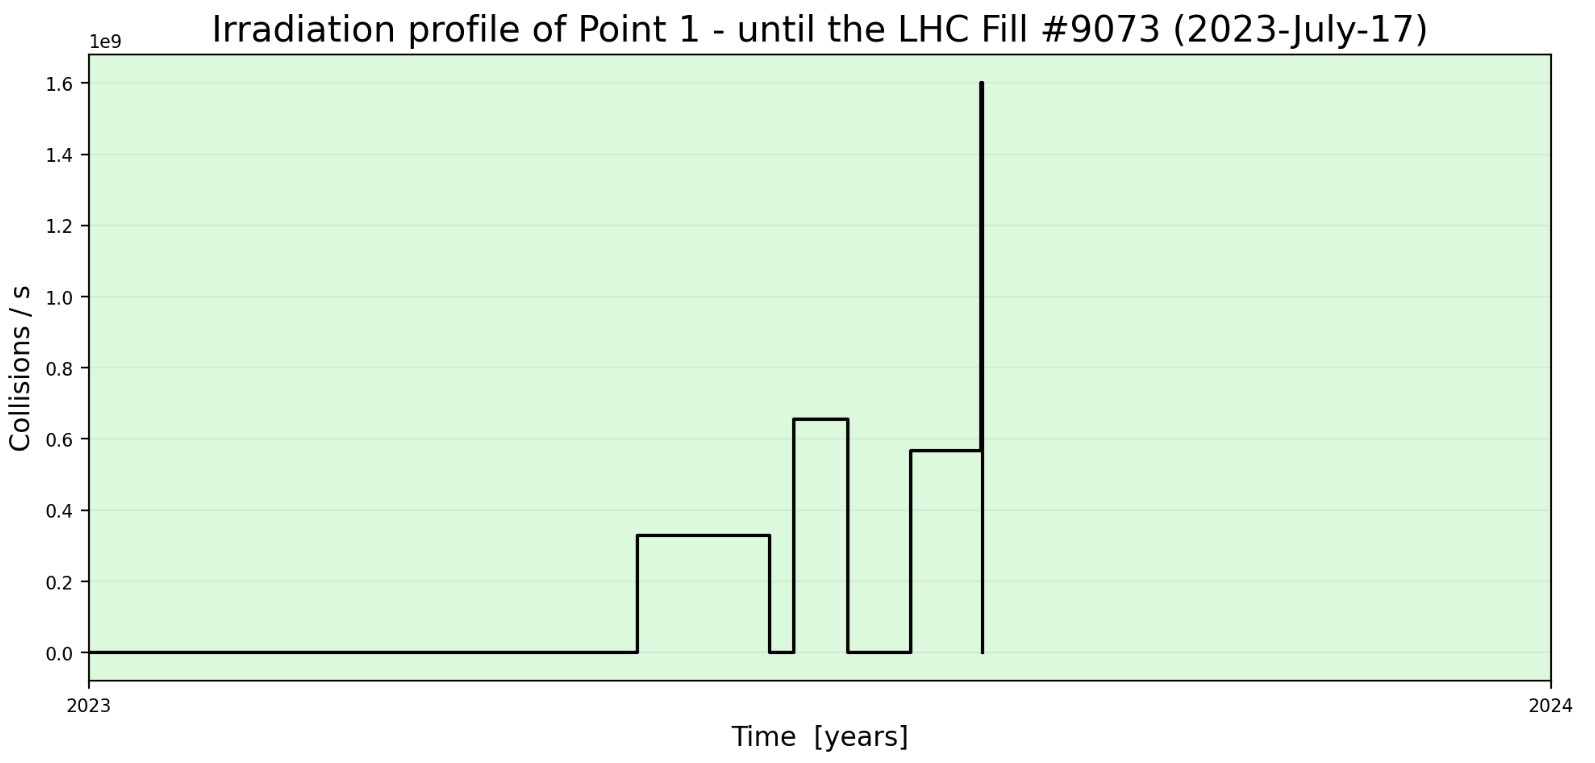 Irradiation profile of Point 1 - until the LHC Fill #9073 (2023-July-17)
1e9
1.6
1.4
1.2
1.0
0.8
0.6
0.4
0.2
0.0
Collisions / s
2023
2024
Time [years]